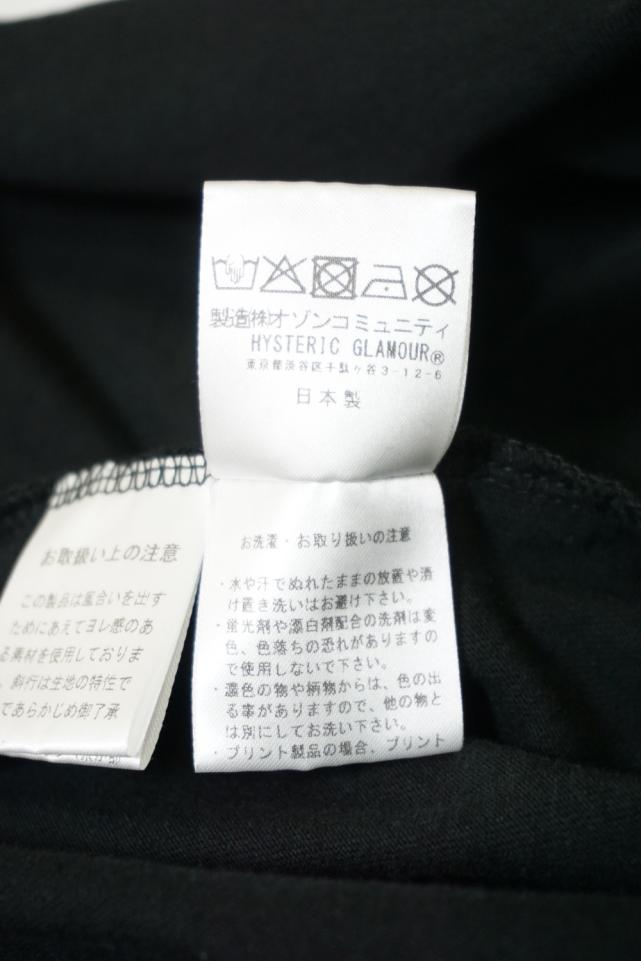 製造㈱オゾンコミュニティ
HYSTERIC GLAMOUR®
東京都渋谷区千駄ヶ谷3-12-6
日本製
お洗濯・お取り扱いの注意
・水や汗でぬれたままの放置や漬
け置き洗いはお避け下さい。
・蛍光剤や漂白剤配合の洗剤は変
色、色落ちの恐れがありますの
で使用しないで下さい。
・濃色の物や柄物からは、色の出
る事がありますので、他の物と
は別にしてお洗い下さい。
・プリント製品の場合、プリント
お取扱い上の注意
この製品は風合いを出す
ためにあえてヨレ感のあ
る素材を使用しておりま
。斜行は生地の特性で
であらかじめ御了承